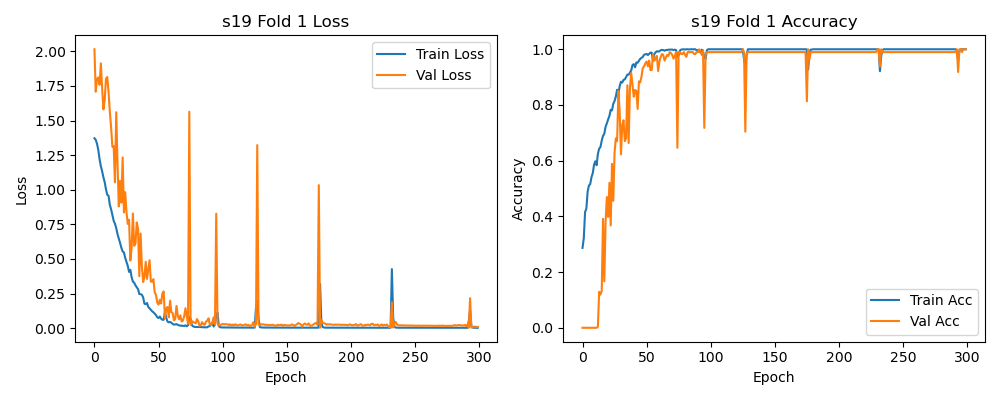 s19 Fold 1 Loss
Loss
2.00
1.75
1.50
1.25
1.00
0.75
0.50
0.25
0.00
Train Loss
Val Loss
0
50
100
150
200
250
300
Epoch
s19 Fold 1 Accuracy
Accuracy
1.0
0.8
0.6
0.4
0.2
0.0
Train Acc
Val Acc
0
50
100
150
200
250
300
Epoch